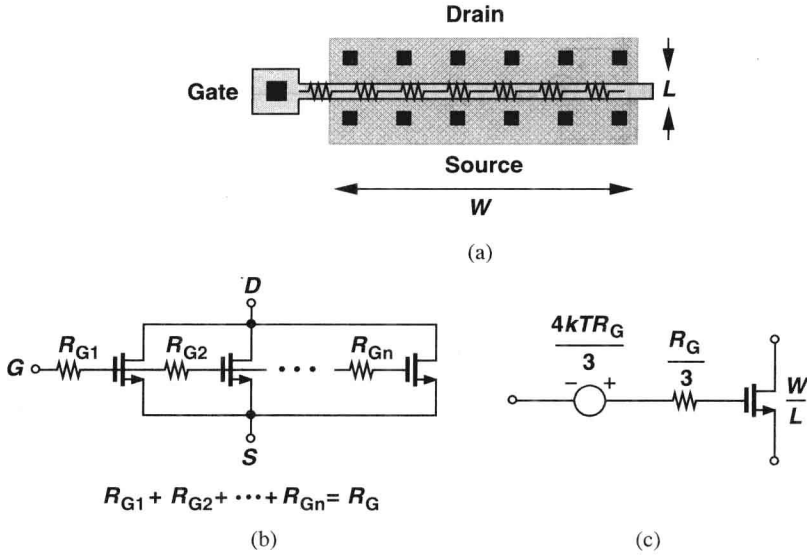 Drain
Gate
L
Source
W
(a)
D
G R_G1 R_G2 • • • R_Gn
S
R_G1 + R_G2 + ••• + R_Gn = R_G
(b)
4kTR_G
3
R_G
3
− +
W
L
(c)